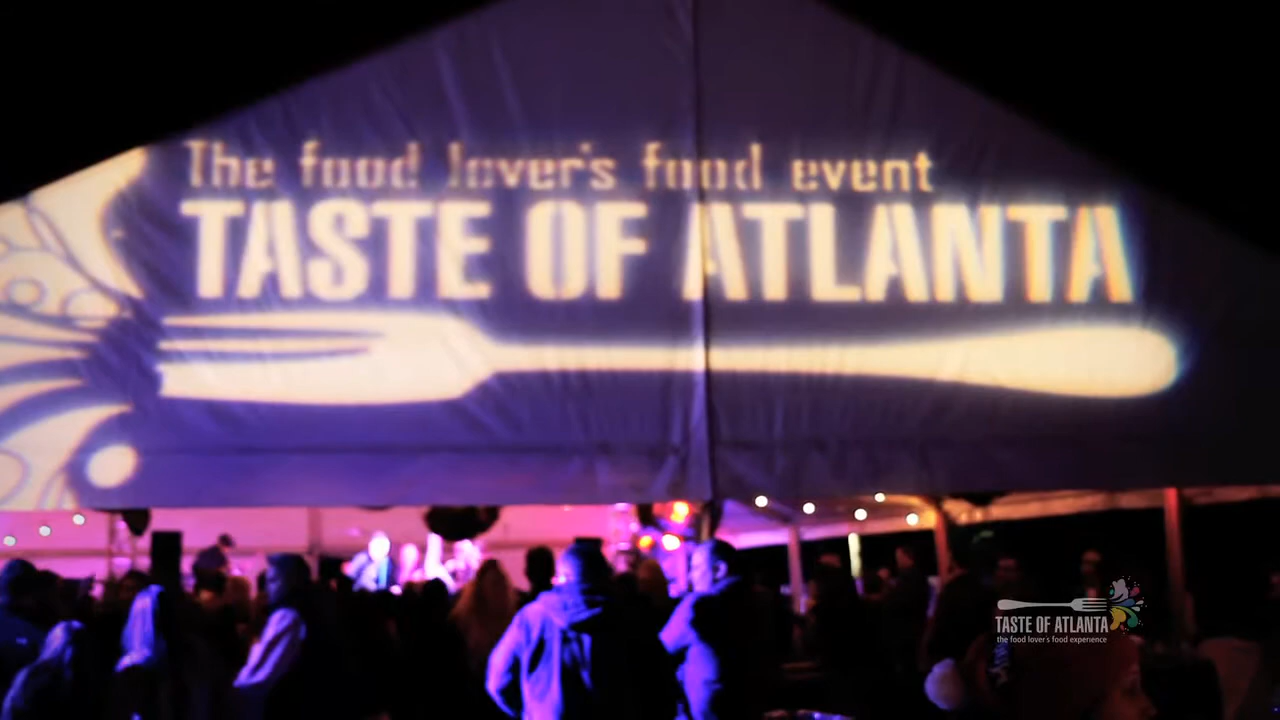 The food lover's food event
TASTE OF ATLANTA
TASTE OF ATLANTA
the food lover's food experience